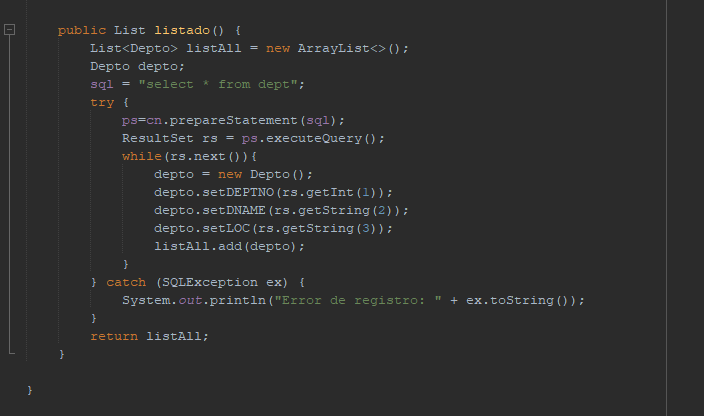 public List listado() {
List<Depto> listAll = new ArrayList<>();
Depto depto;
sql = "select * from dept";
try {
ps=cn.prepareStatement(sql);
ResultSet rs = ps.executeQuery();
while(rs.next()){
depto = new Depto();
depto.setDEPTNO(rs.getInt(1));
depto.setDNAME(rs.getString(2));
depto.setLOC(rs.getString(3));
listAll.add(depto);
}
} catch (SQLException ex) {
System.out.println("Error de registro: " + ex.toString());
}
return listAll;
}
}